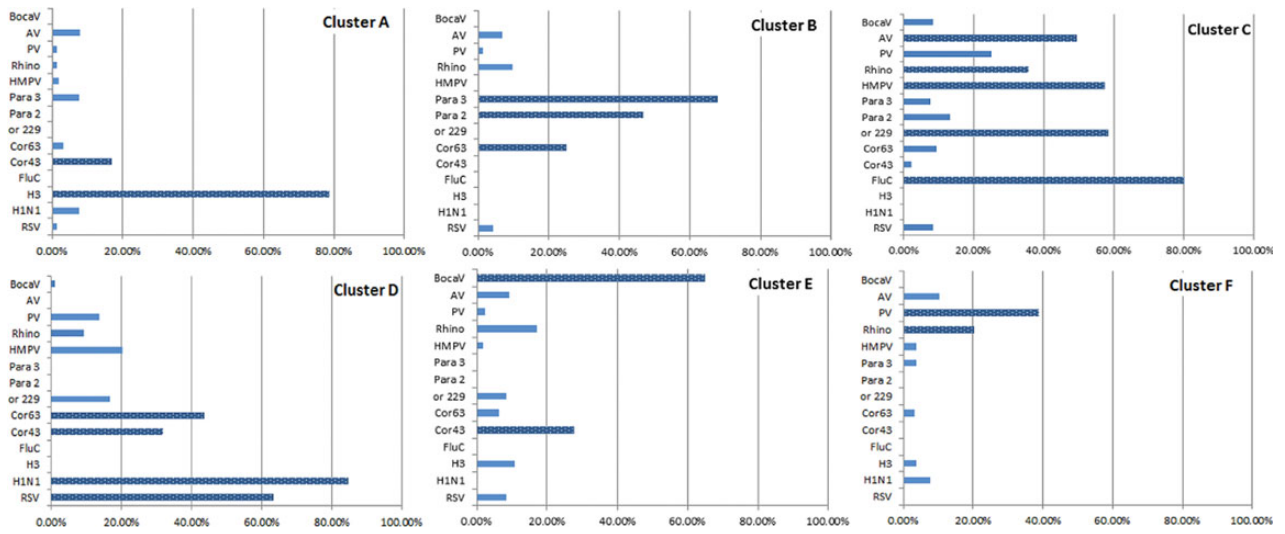 Cluster A
BocaV
AV
PV
Rhino
HMPV
Para 3
Para 2
or 229
Cor63
Cor43
FluC
H3
H1N1
RSV
0.00% 20.00% 40.00% 60.00% 80.00% 100.00%
Cluster B
BocaV
AV
PV
Rhino
HMPV
Para 3
Para 2
or 229
Cor63
Cor43
FluC
H3
H1N1
RSV
0.00% 20.00% 40.00% 60.00% 80.00% 100.00%
Cluster C
BocaV
AV
PV
Rhino
HMPV
Para 3
Para 2
or 229
Cor63
Cor43
FluC
H3
H1N1
RSV
0.00% 20.00% 40.00% 60.00% 80.00% 100.00%
Cluster D
BocaV
AV
PV
Rhino
HMPV
Para 3
Para 2
or 229
Cor63
Cor43
FluC
H3
H1N1
RSV
0.00% 20.00% 40.00% 60.00% 80.00% 100.00%
Cluster E
BocaV
AV
PV
Rhino
HMPV
Para 3
Para 2
or 229
Cor63
Cor43
FluC
H3
H1N1
RSV
0.00% 20.00% 40.00% 60.00% 80.00% 100.00%
Cluster F
BocaV
AV
PV
Rhino
HMPV
Para 3
Para 2
or 229
Cor63
Cor43
FluC
H3
H1N1
RSV
0.00% 20.00% 40.00% 60.00% 80.00% 100.00%